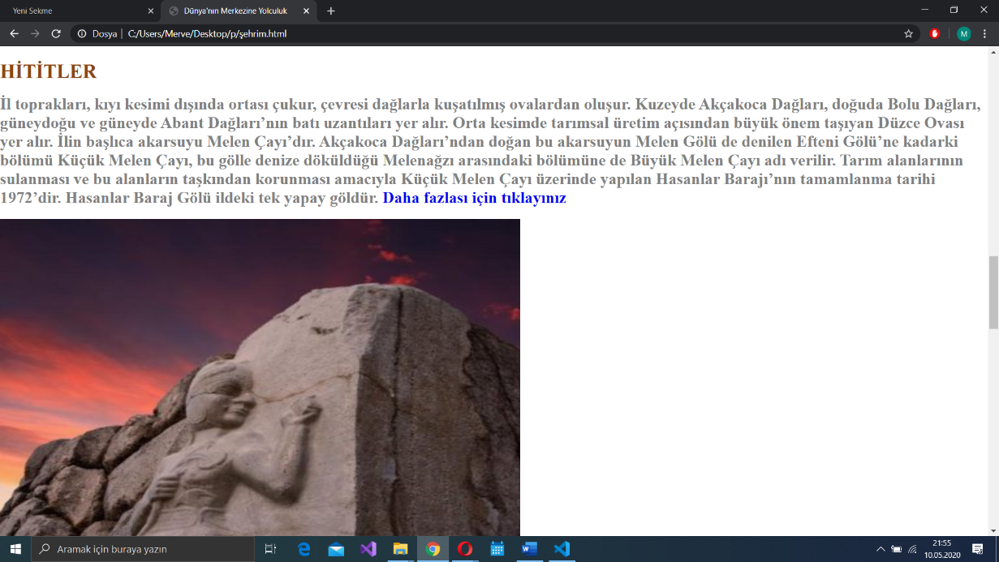 Yeni Sekme
Dünya'nın Merkezine Yolculuk
Dosya | C:/Users/Merve/Desktop/p/şehrim.html
M
HİTİTLER
İl toprakları, kıyı kesimi dışında ortası çukur, çevresi dağlarla kuşatılmış ovalardan oluşur. Kuzeyde Akçakoca Dağları, doğuda Bolu Dağları,
güneydoğu ve güneyde Abant Dağları’nın batı uzantıları yer alır. Orta kesimde tarımsal üretim açısından büyük önem taşıyan Düzce Ovası
yer alır. İlin başlıca akarsuyu Melen Çayı’dır. Akçakoca Dağları’ndan doğan bu akarsuyun Melen Gölü de denilen Efteni Gölü’ne kadarki
bölümü Küçük Melen Çayı, bu gölle denize döküldüğü Melenağzı arasındaki bölümüne de Büyük Melen Çayı adı verilir. Tarım alanlarının
sulanması ve bu alanların taşkından korunması amacıyla Küçük Melen Çayı üzerinde yapılan Hasanlar Barajı’nın tamamlanma tarihi
1972’dir. Hasanlar Baraj Gölü ildeki tek yapay göldür. Daha fazlası için tıklayınız
Aramak için buraya yazın
21:55
10.05.2020